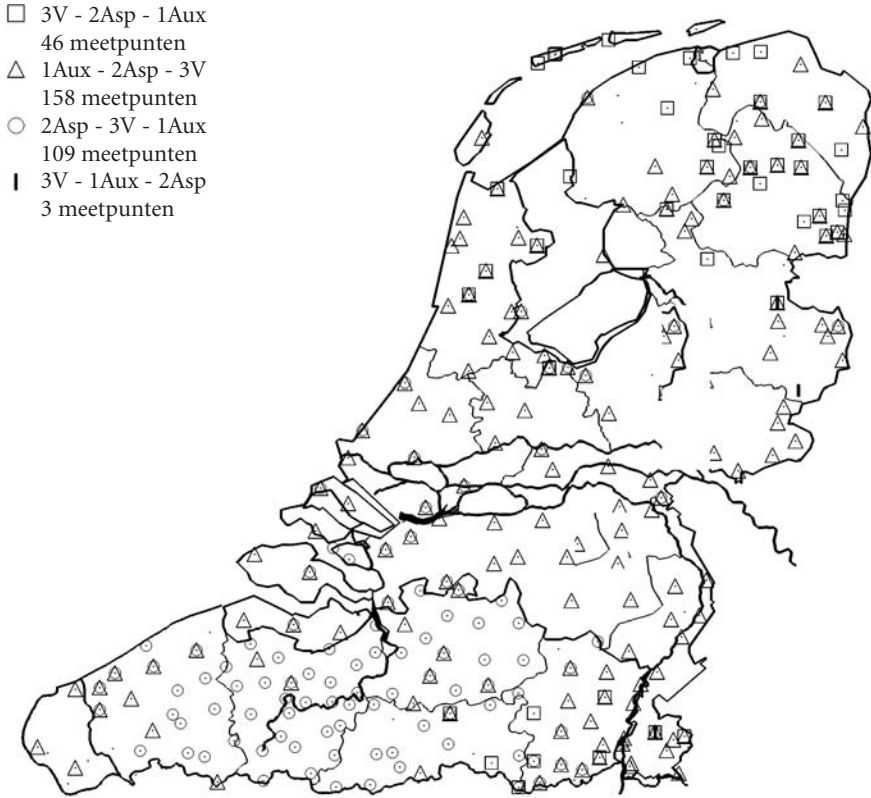 3V - 2Asp - 1Aux
46 meetpunten
1Aux - 2Asp - 3V
158 meetpunten
2Asp - 3V - 1Aux
109 meetpunten
3V - 1Aux - 2Asp
3 meetpunten